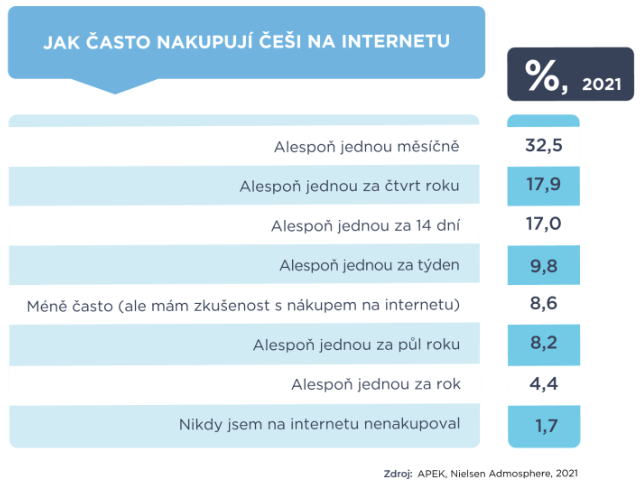 JAK ČASTO NAKUPUJÍ ČEŠI NA INTERNETU
%, 2021
Alespoň jednou měsíčně 32,5
Alespoň jednou za čtvrt roku 17,9
Alespoň jednou za 14 dní 17,0
Alespoň jednou za týden 9,8
Méně často (ale mám zkušenost s nákupem na internetu) 8,6
Alespoň jednou za půl roku 8,2
Alespoň jednou za rok 4,4
Nikdy jsem na internetu nenakupoval 1,7
Zdroj: APEK, Nielsen Admosphere, 2021